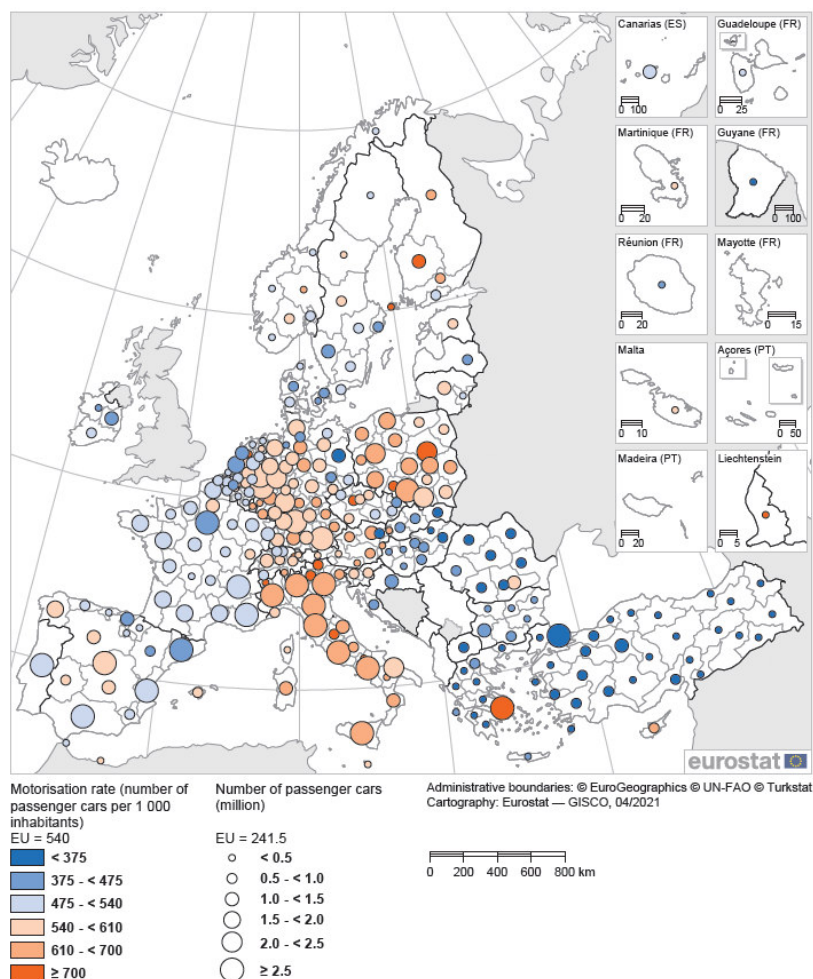 Canarias (ES)
0 100
Guadeloupe (FR)
0 25
Martinique (FR)
0 20
Guyane (FR)
0 100
Réunion (FR)
0 20
Mayotte (FR)
0 15
Malta
0 10
Açores (PT)
0 50
Madeira (PT)
0 20
Liechtenstein
0 5
eurostat
Motorisation rate (number of
passenger cars per 1 000
inhabitants)
EU = 540
< 375
375 - < 475
475 - < 540
540 - < 610
610 - < 700
≥ 700
Number of passenger cars
(million)
EU = 241.5
< 0.5
0.5 - < 1.0
1.0 - < 1.5
1.5 - < 2.0
2.0 - < 2.5
≥ 2.5
Administrative boundaries: © EuroGeographics © UN-FAO © Turkstat
Cartography: Eurostat — GISCO, 04/2021
0 200 400 600 800 km